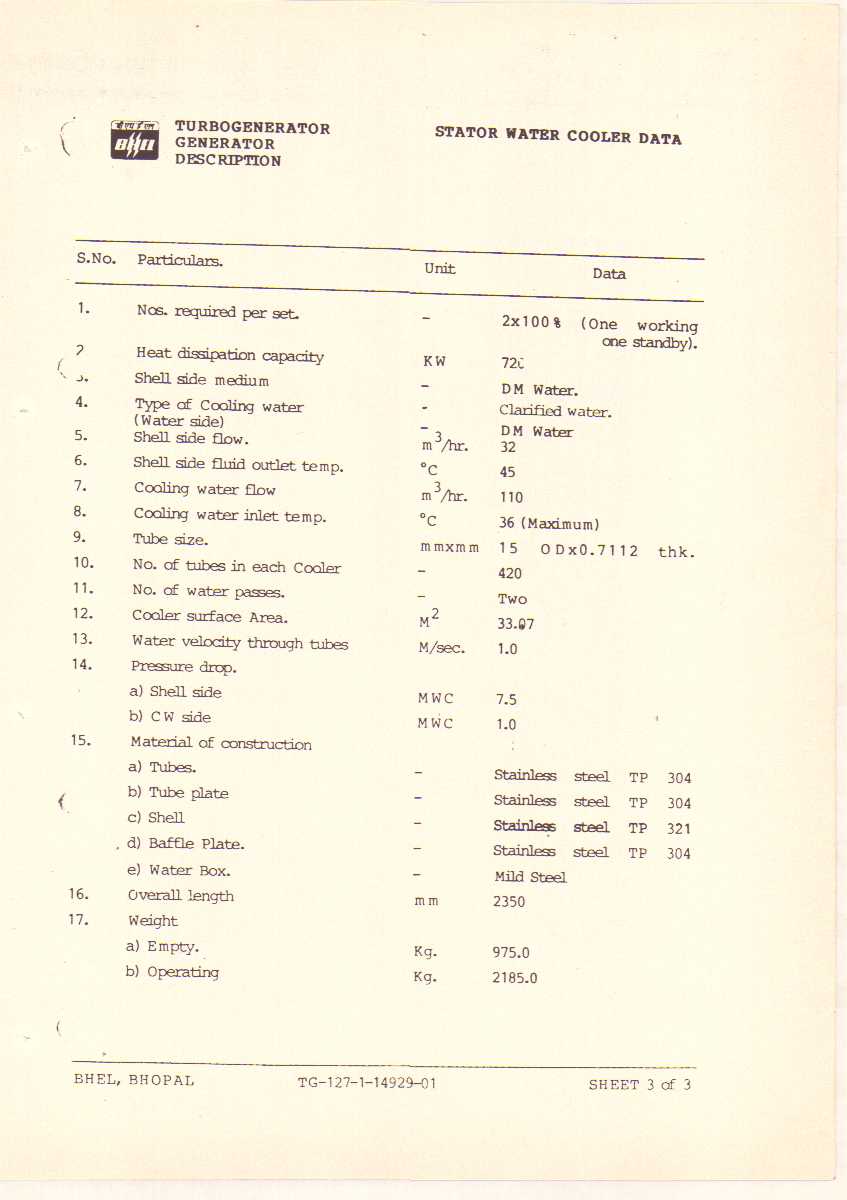 बी एच ई एल
TURBOGENERATOR
GENERATOR
DESCRIPTION
STATOR WATER COOLER DATA
S.No. Particulars. Unit Data
1. Nos. required per set. - 2x100% (One working
one standby).
2 Heat dissipation capacity KW
3. Shell side medium - DM Water.
4. Type of Cooling water - Clarified water.
(Water side) - DM Water
5. Shell side flow. m3/hr. 32
6. Shell side fluid outlet temp. °C 45
7. Cooling water flow m3/hr. 110
8. Cooling water inlet temp. °C 36 (Maximum)
9. Tube size. mmxmm 15 ODx0.7112 thk.
10. No. of tubes in each Cooler - 420
11. No. of water passes. - Two
12. Cooler surface Area. M2
13. Water velocity through tubes M/sec. 1.0
14. Pressure drop.
a) Shell side MWC 7.5
b) CW side MWC 1.0
15. Material of construction
a) Tubes. - Stainless steel TP 304
b) Tube plate - Stainless steel TP 304
c) Shell - Stainless steel TP 321
d) Baffle Plate. - Stainless steel TP 304
e) Water Box. - Mild Steel
16. Overall length mm 2350
17. Weight
a) Empty. Kg. 975.0
b) Operating Kg. 2185.0
BHEL, BHOPAL TG-127-1-14929-01 SHEET 3 of 3